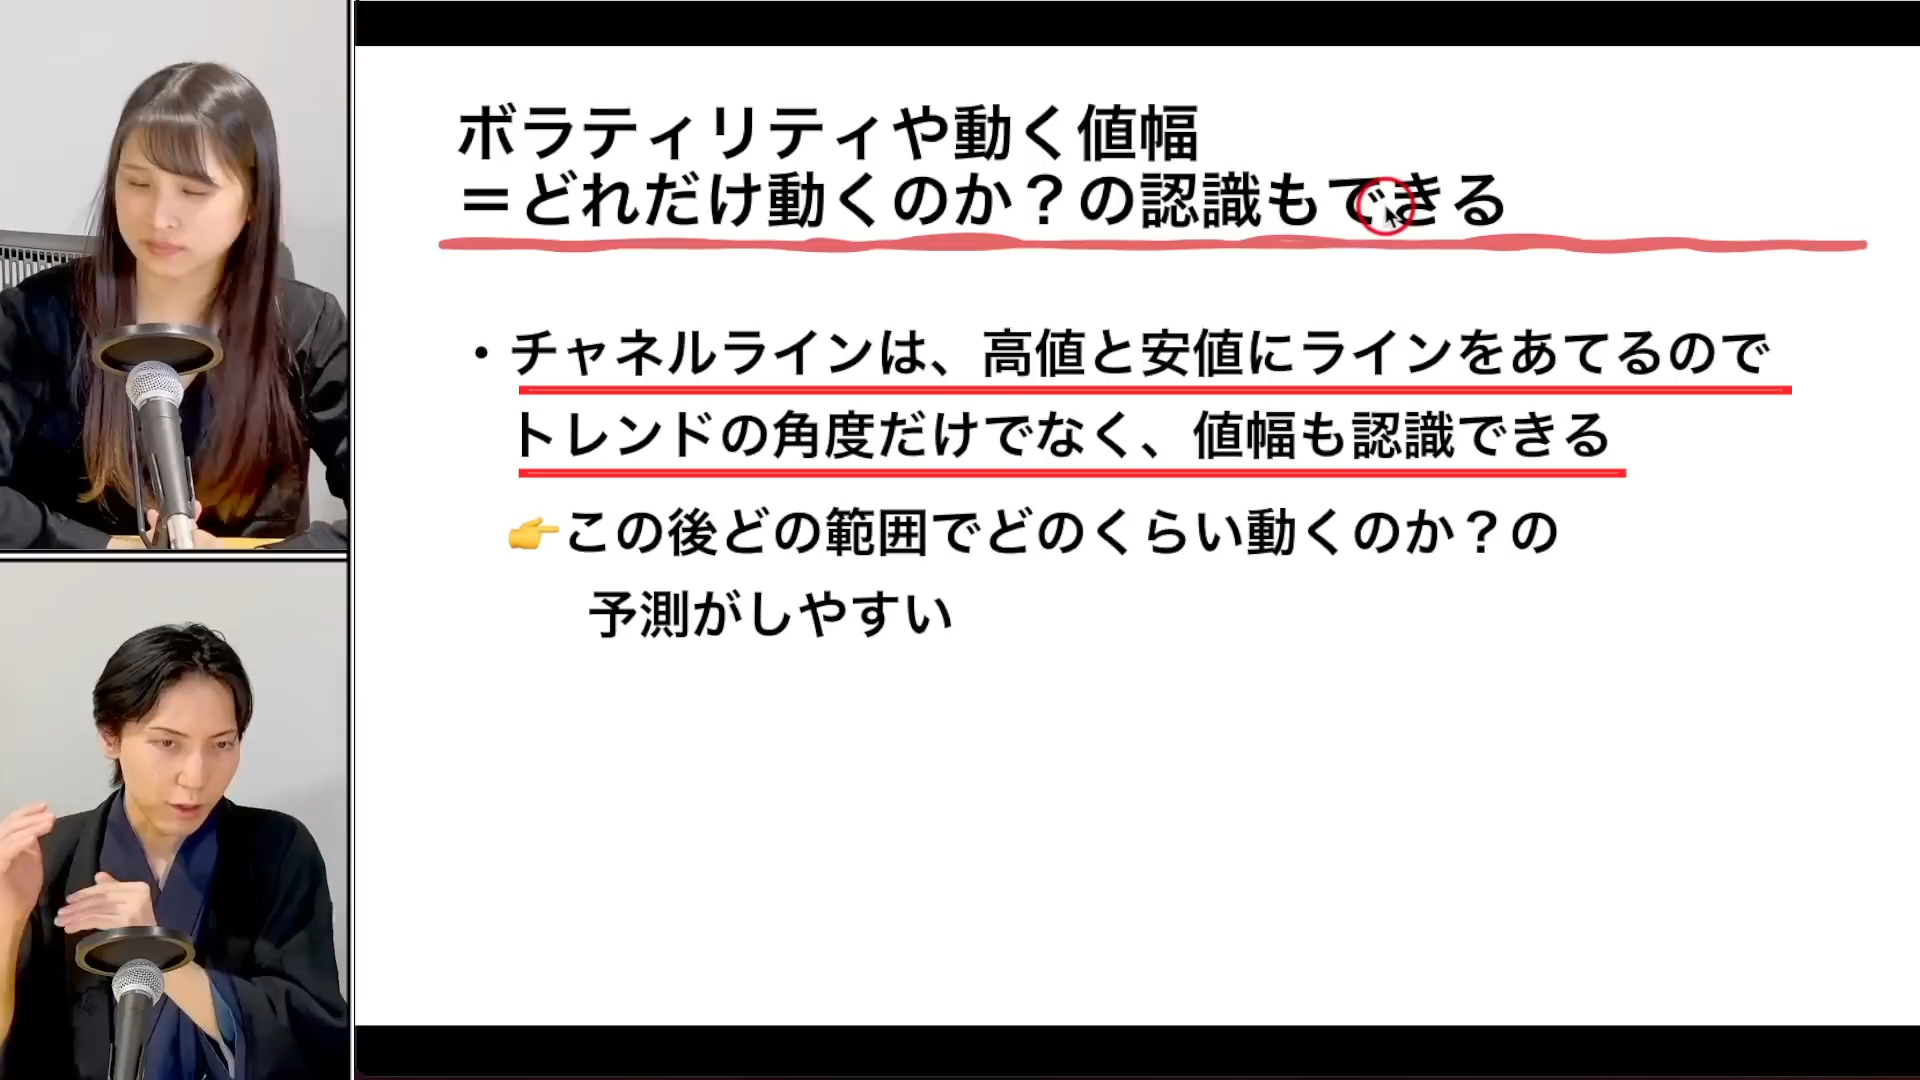 ボラティリティや動く値幅
＝どれだけ動くのか？の認識もできる
・チャネルラインは、高値と安値にラインをあてるので
トレンドの角度だけでなく、値幅も認識できる
👉この後どの範囲でどのくらい動くのか？の
予測がしやすい